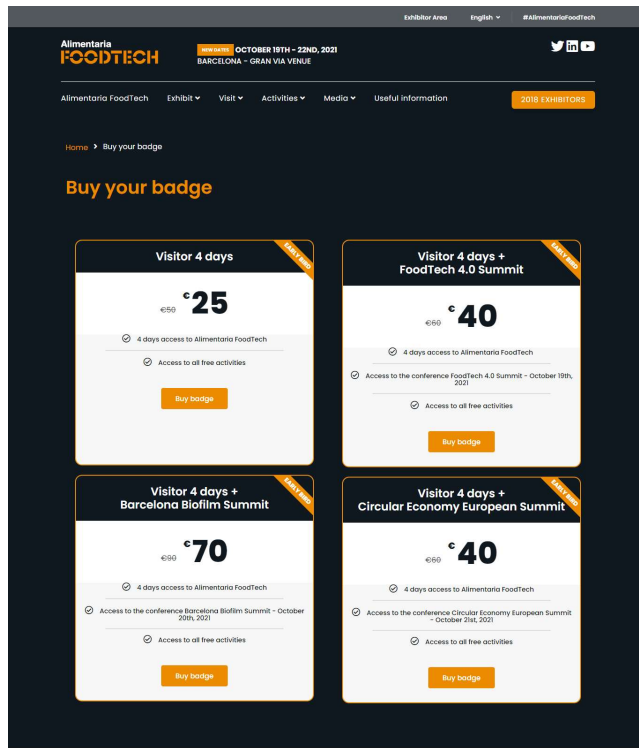 Exhibitor Area English #AlimentariaFoodTech
Alimentaria
FOODTECH
NEW DATES OCTOBER 19TH - 22ND, 2021
BARCELONA - GRAN VIA VENUE
Alimentaria FoodTech Exhibit Visit Activities Media Useful information 2018 EXHIBITORS
Home > Buy your badge
Buy your badge
EARLY BIRD
Visitor 4 days
€50 €25
4 days access to Alimentaria FoodTech
Access to all free activities
Buy badge
EARLY BIRD
Visitor 4 days +
FoodTech 4.0 Summit
€60 €40
4 days access to Alimentaria FoodTech
Access to the conference FoodTech 4.0 Summit - October 19th,
2021
Access to all free activities
Buy badge
EARLY BIRD
Visitor 4 days +
Barcelona Biofilm Summit
€90 €70
4 days access to Alimentaria FoodTech
Access to the conference Barcelona Biofilm Summit - October
20th, 2021
Access to all free activities
Buy badge
EARLY BIRD
Visitor 4 days +
Circular Economy European Summit
€60 €40
4 days access to Alimentaria FoodTech
Access to the conference Circular Economy European Summit
- October 21st, 2021
Access to all free activities
Buy badge